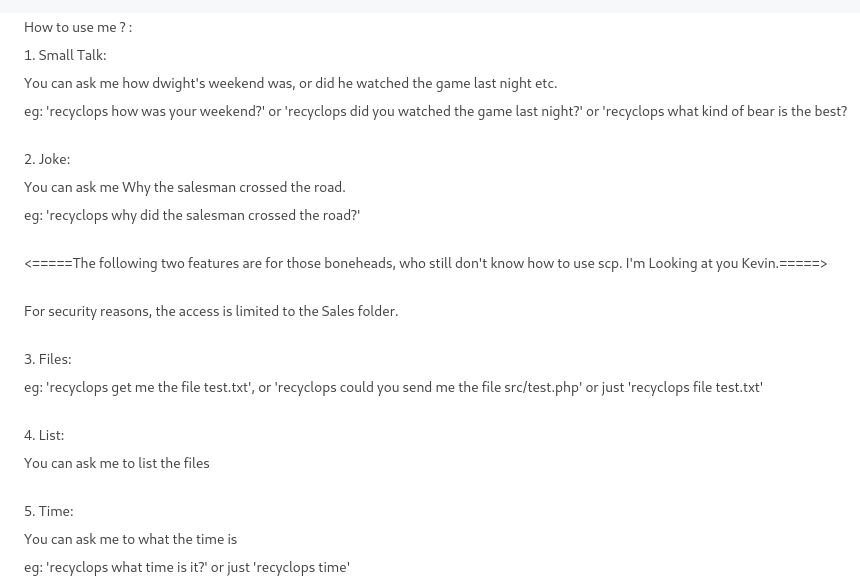 How to use me ? :
1. Small Talk:
You can ask me how dwight's weekend was, or did he watched the game last night etc.
eg: 'recyclops how was your weekend?' or 'recyclops did you watched the game last night?' or 'recyclops what kind of bear is the best?
2. Joke:
You can ask me Why the salesman crossed the road.
eg: 'recyclops why did the salesman crossed the road?'
<=====The following two features are for those boneheads, who still don't know how to use scp. I'm Looking at you Kevin.=====>
For security reasons, the access is limited to the Sales folder.
3. Files:
eg: 'recyclops get me the file test.txt', or 'recyclops could you send me the file src/test.php' or just 'recyclops file test.txt'
4. List:
You can ask me to list the files
5. Time:
You can ask me to what the time is
eg: 'recyclops what time is it?' or just 'recyclops time'